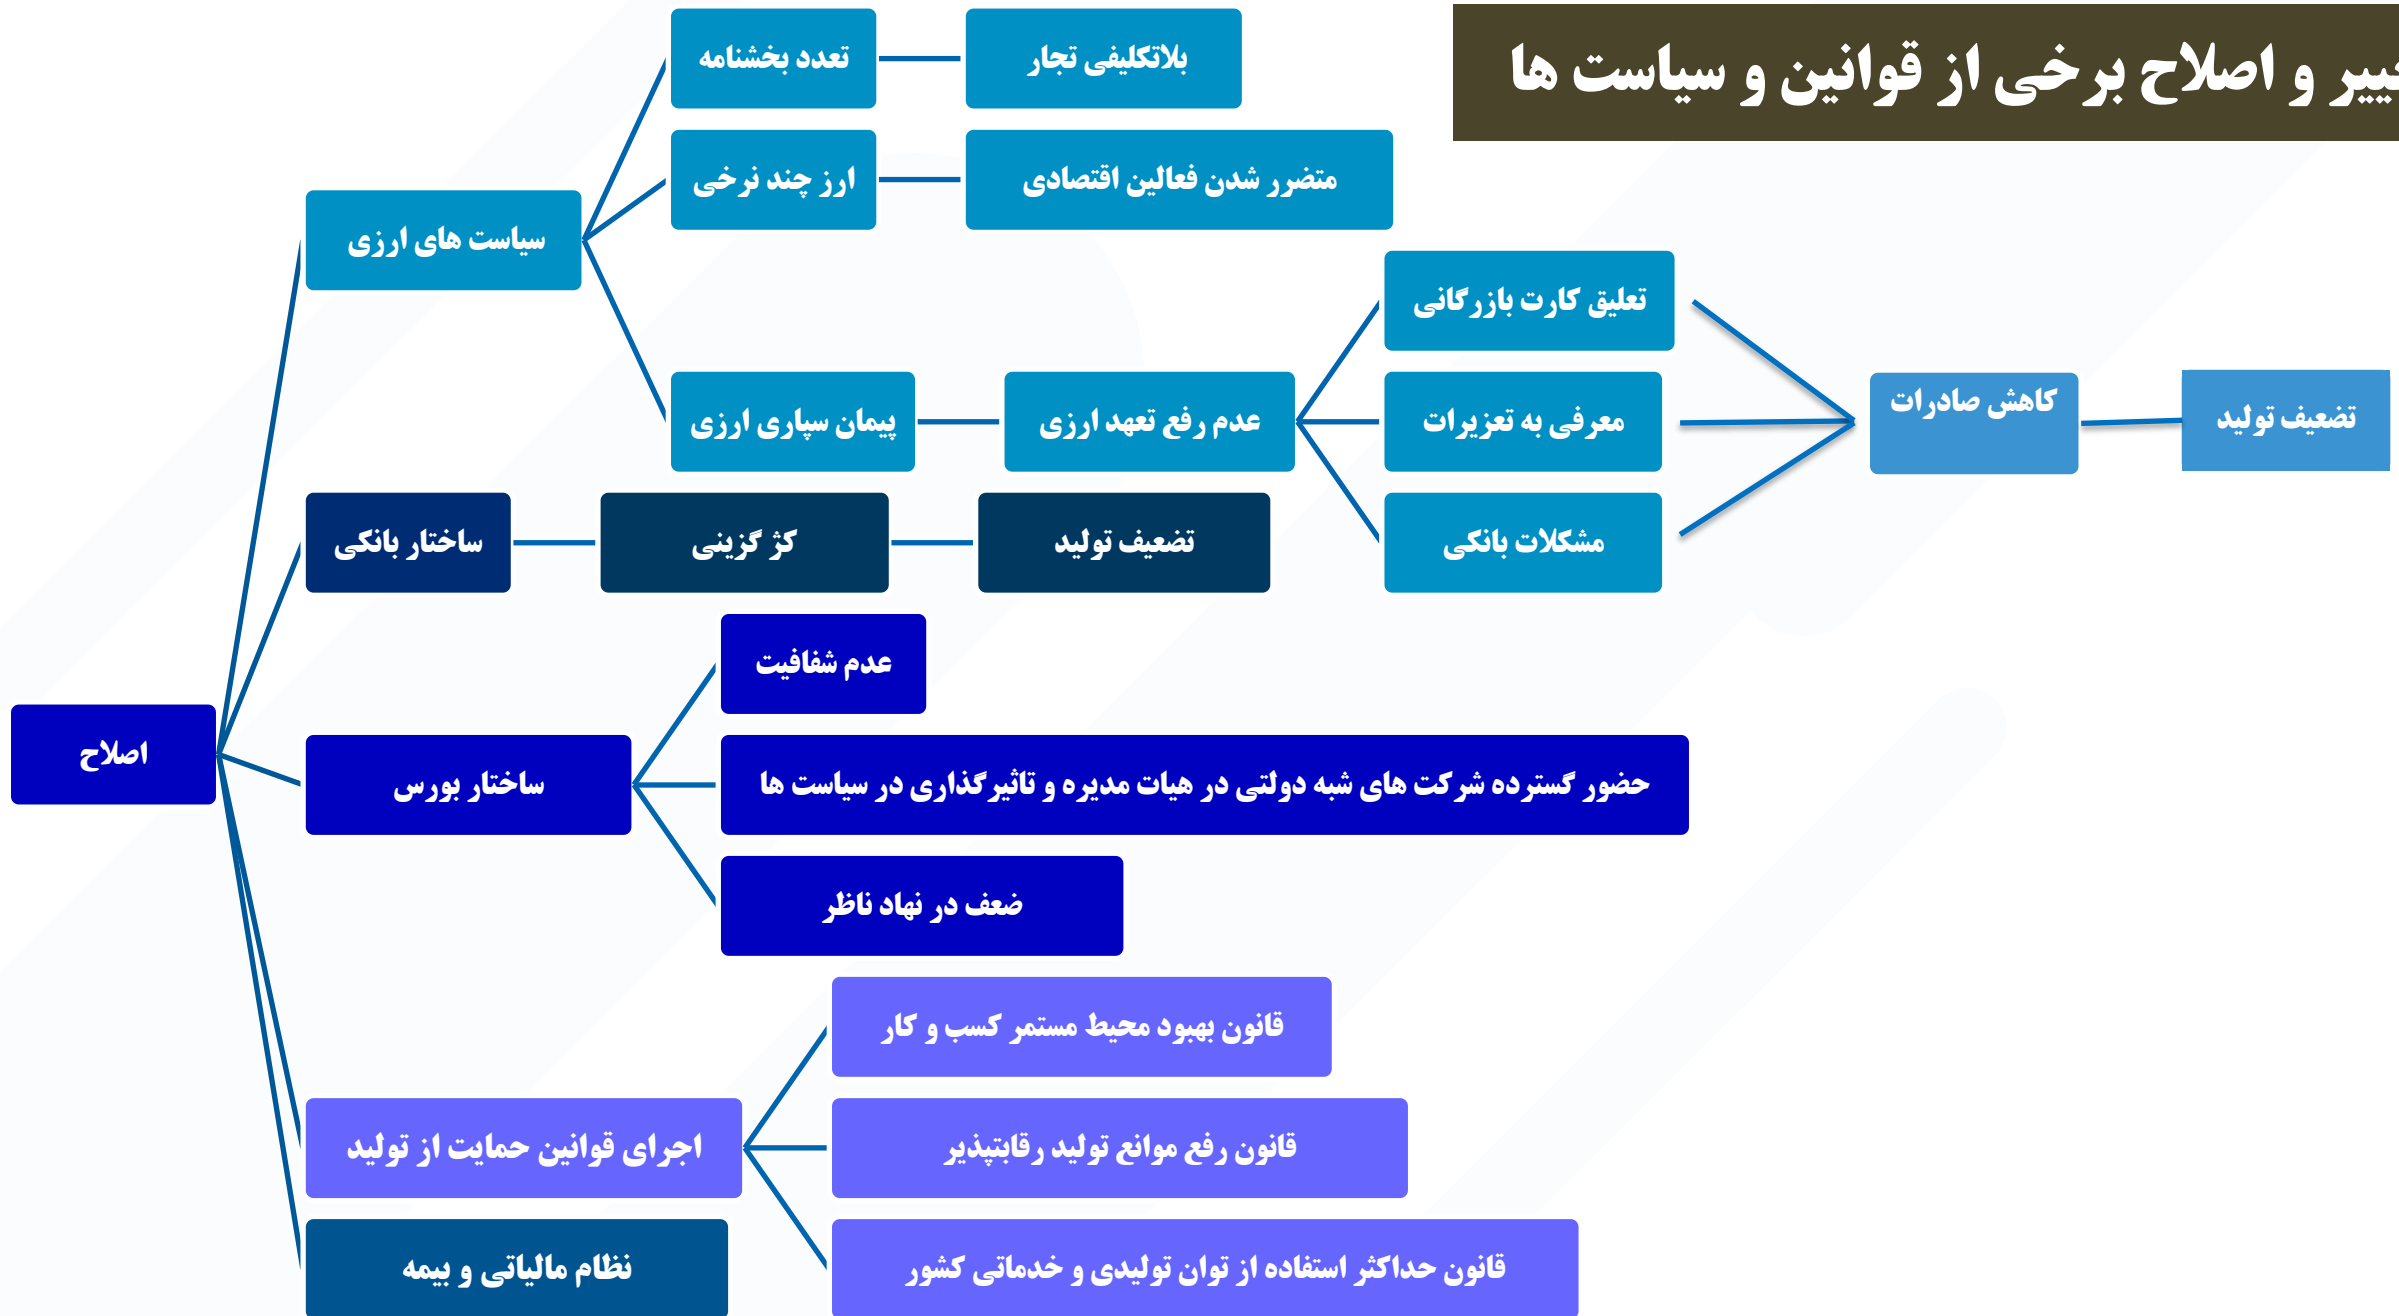 و اصلاح برخی از قوانین و سیاست ها
اصلاح
سیاست های ارزی
تعدد بخشنامه
بلاتکلیفی تجار
ارز چند نرخی
متضرر شدن فعالین اقتصادی
پیمان سپاری ارزی
عدم رفع تعهد ارزی
تعلیق کارت بازرگانی
معرفی به تعزیرات
مشکلات بانکی
کاهش صادرات
تضعیف تولید
ساختار بانکی
کژ گزینی
تضعیف تولید
ساختار بورس
عدم شفافیت
حضور گسترده شرکت های شبه دولتی در هیات مدیره و تاثیرگذاری در سیاست ها
ضعف در نهاد ناظر
اجرای قوانین حمایت از تولید
قانون بهبود محیط مستمر کسب و کار
قانون رفع موانع تولید رقابتپذیر
قانون حداکثر استفاده از توان تولیدی و خدماتی کشور
نظام مالیاتی و بیمه